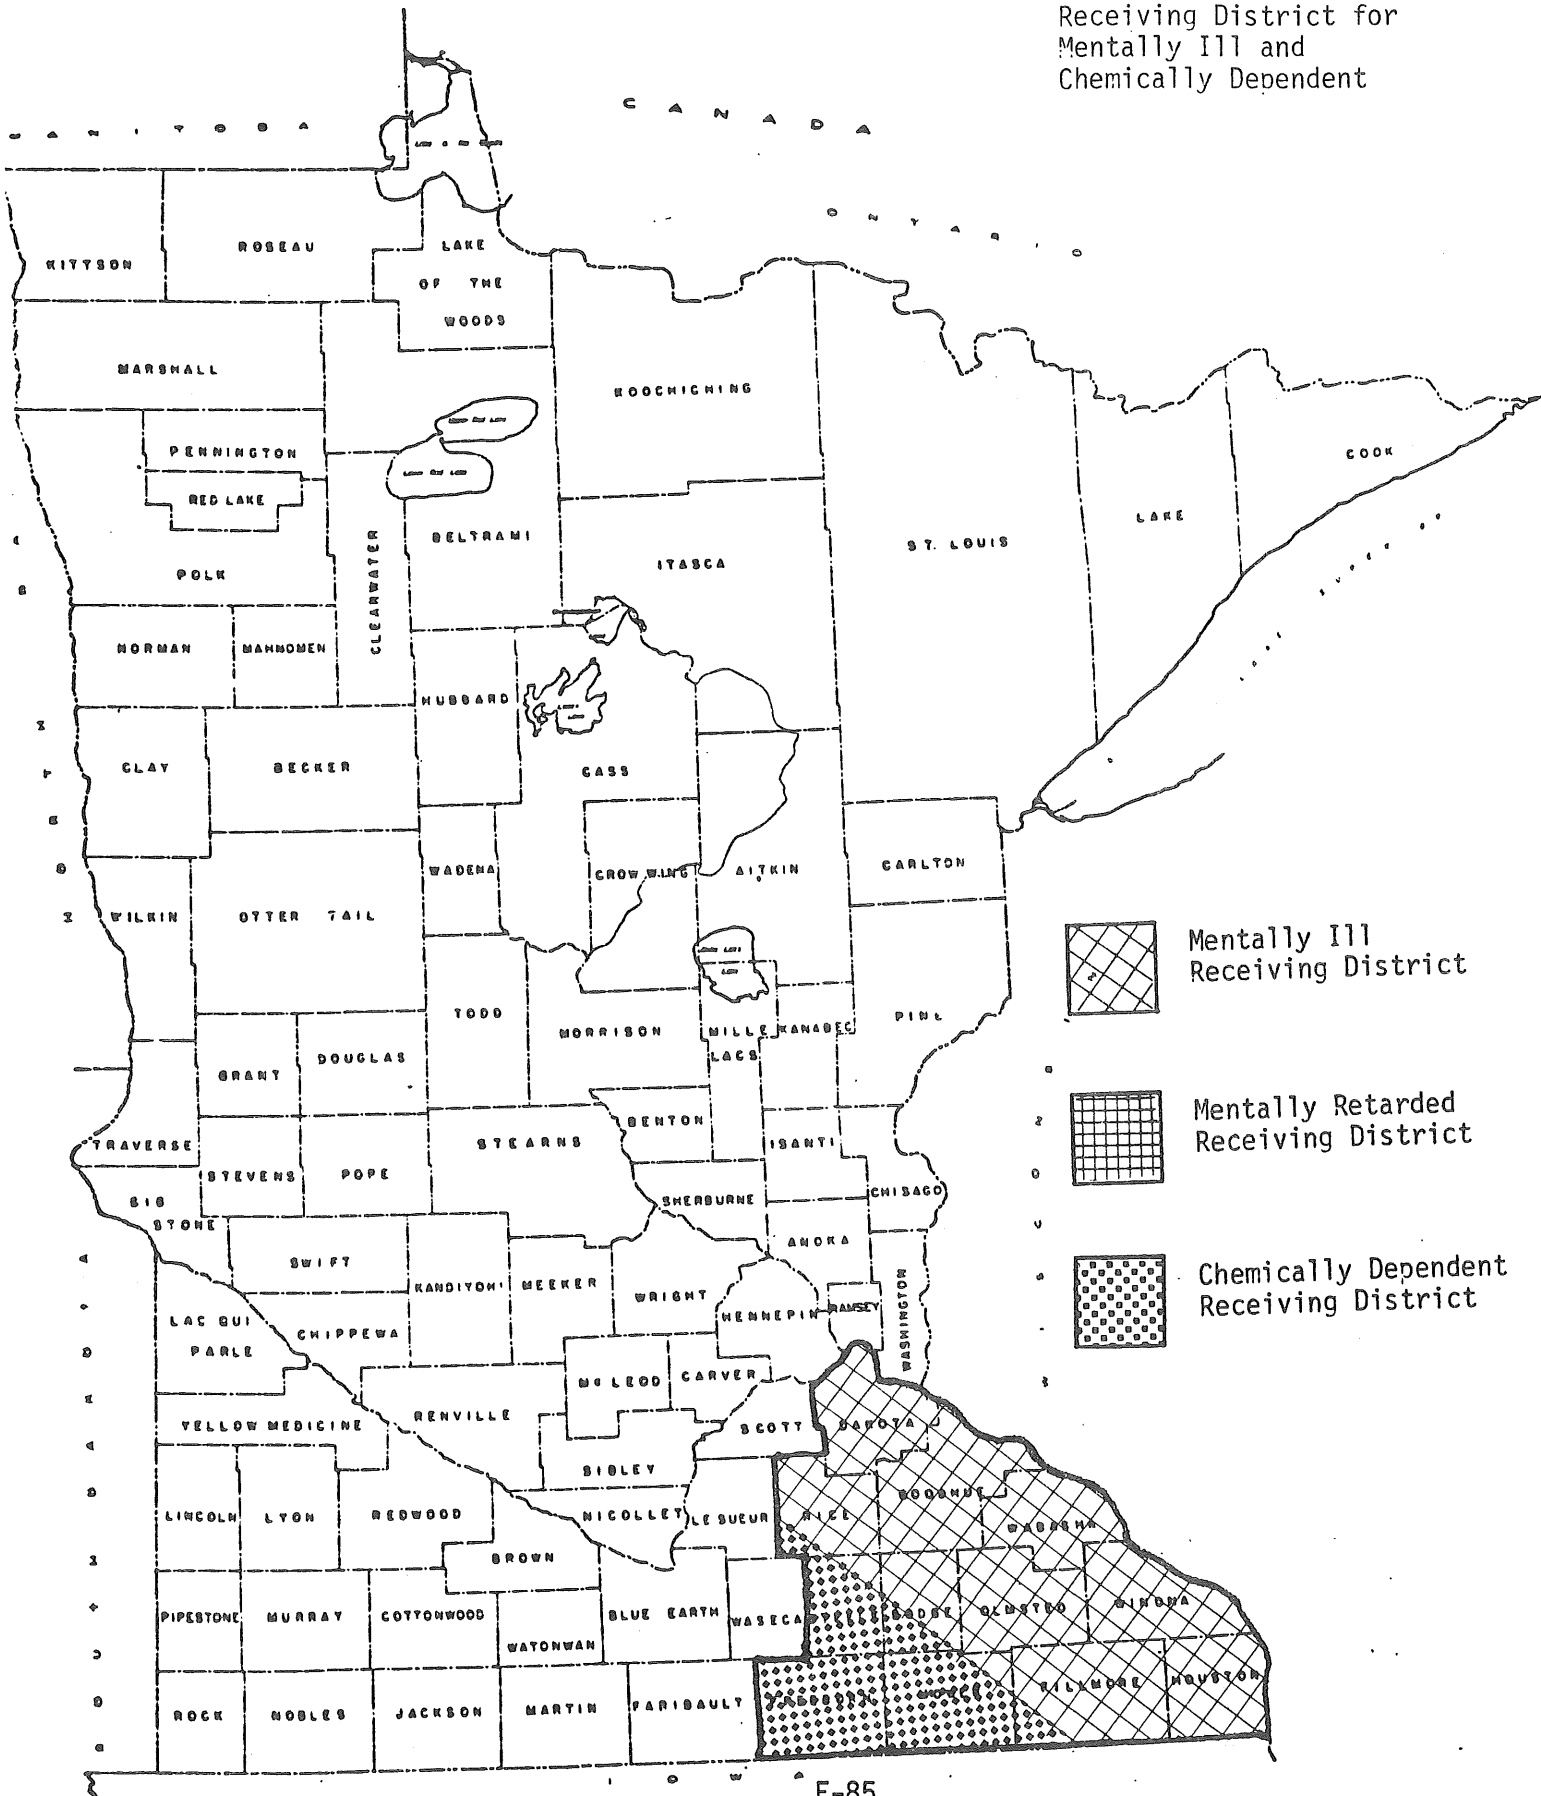 Receiving District for
Mentally Ill and
Chemically Dependent
CANADA
MANITOBA
ONTARIO
KITTSON
ROSEAU
LAKE
OF THE
WOODS
MARSHALL
KOOCHICHING
PENNINGTON
RED LAKE
COOK
LAKE
ST. LOUIS
BELTRAMI
ITASCA
CLEARWATER
POLK
NORMAN
MAHNOMEN
HUBBARD
CLAY
BECKER
CASS
WADENA
CROW WING
AITKIN
CARLTON
WILKIN
OTTER TAIL
Mentally Ill
Receiving District
TODD
MORRISON
MILLE
LACS
KANABEC
PINE
GRANT
DOUGLAS
BENTON
Mentally Retarded
Receiving District
TRAVERSE
STEARNS
ISANTI
STEVENS
POPE
SHERBURNE
CHISAGO
BIG
STONE
SWIFT
ANOKA
KANDIYOHI
MEEKER
WRIGHT
HENNEPIN
RAMSEY
WASHINGTON
Chemically Dependent
Receiving District
LAC QUI
PARLE
CHIPPEWA
MCLEOD
CARVER
YELLOW MEDICINE
RENVILLE
SCOTT
DAKOTA
SIBLEY
LINCOLN
LYON
REDWOOD
NICOLLET
LE SUEUR
RICE
GOODHUE
WABASHA
BROWN
PIPESTONE
MURRAY
COTTONWOOD
WATONWAN
BLUE EARTH
WASECA
STEELE
DODGE
OLMSTED
WINONA
ROCK
NOBLES
JACKSON
MARTIN
FARIBAULT
FREEBORN
MOWER
FILLMORE
HOUSTON
IOWA
E-85